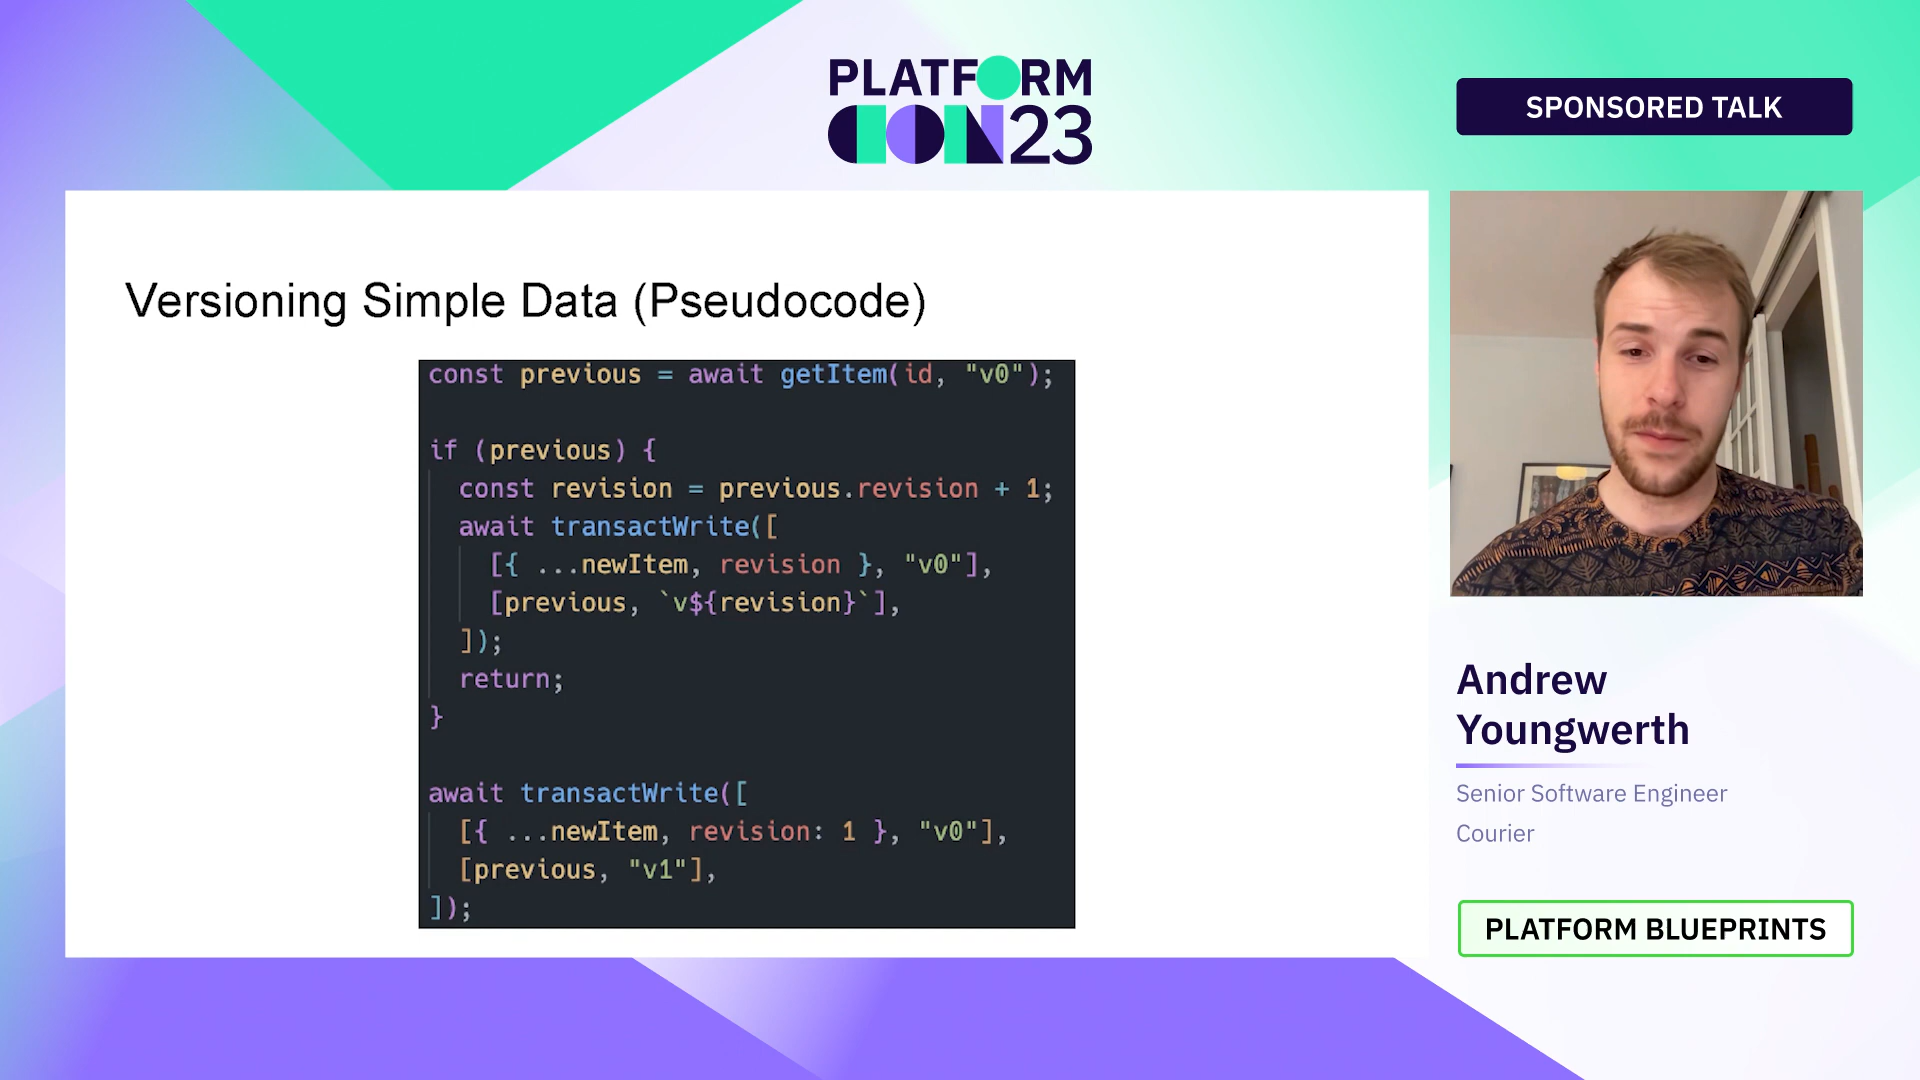 PLATFORM
CON23
SPONSORED TALK
Versioning Simple Data (Pseudocode)
const previous = await getItem(id, "v0");
if (previous) {
const revision = previous.revision + 1;
await transactWrite([
[{ ...newItem, revision }, "v0"],
[previous, `v${revision}`],
]);
return;
}
await transactWrite([
[{ ...newItem, revision: 1 }, "v0"],
[previous, "v1"],
]);
Andrew
Youngwerth
Senior Software Engineer
Courier
PLATFORM BLUEPRINTS